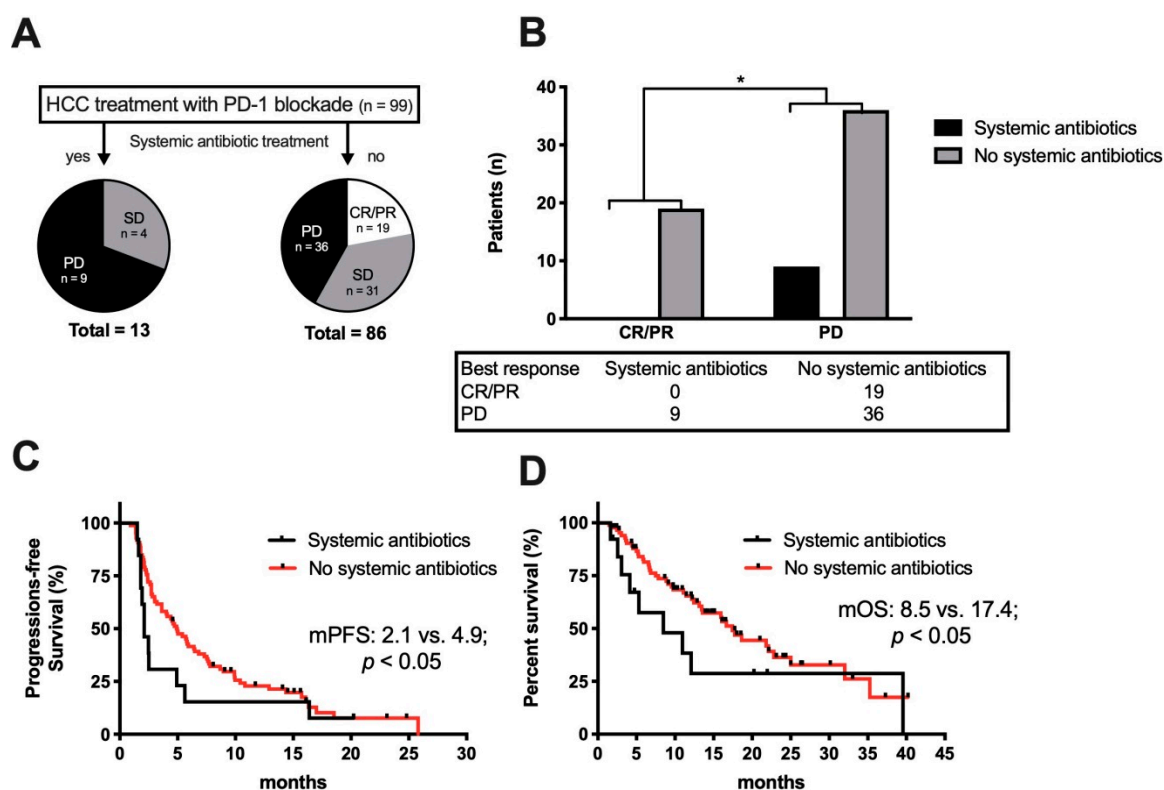 A
HCC treatment with PD-1 blockade (n = 99)
Systemic antibiotic treatment
yes
no
SD
n = 4
PD
n = 9
Total = 13
CR/PR
n = 19
PD
n = 36
SD
n = 31
Total = 86
B
Patients (n)
40
30
20
10
0
*
CR/PR PD
Systemic antibiotics
No systemic antibiotics
Best response Systemic antibiotics No systemic antibiotics
CR/PR 0 19
PD 9 36
C
Progressions-free
Survival (%)
100
75
50
25
0
0 5 10 15 20 25 30
months
Systemic antibiotics
No systemic antibiotics
mPFS: 2.1 vs. 4.9;
p < 0.05
D
Percent survival (%)
100
75
50
25
0
0 5 10 15 20 25 30 35 40 45
months
Systemic antibiotics
No systemic antibiotics
mOS: 8.5 vs. 17.4;
p < 0.05